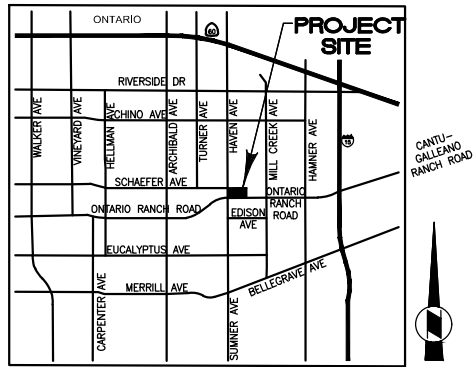 ONTARIO
60
PROJECT
SITE
RIVERSIDE DR
CHINO AVE
WALKER AVE
VINEYARD AVE
HELLMAN AVE
ARCHIBALD AVE
TURNER AVE
HAVEN AVE
MILL CREEK AVE
HAMNER AVE
15
CANTU-
GALLEANO
RANCH ROAD
SCHAEFER AVE
ONTARIO RANCH ROAD
ONTARIO
RANCH
ROAD
EDISON
AVE
EUCALYPTUS AVE
MERRILL AVE
BELLEGRAVE AVE
CARPENTER AVE
SUMNER AVE
N